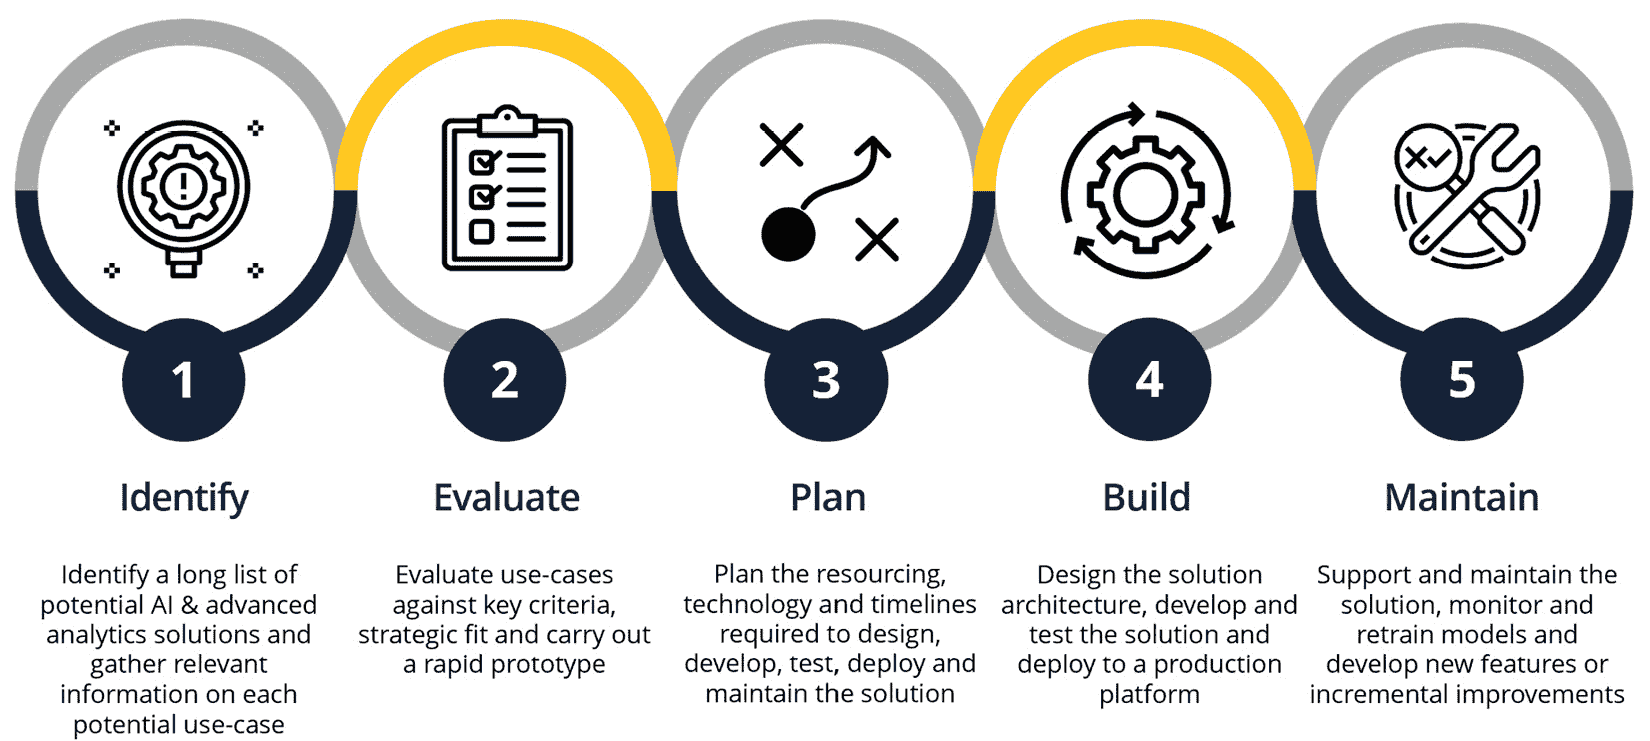 1
2
3
4
5
Identify
Evaluate
Plan
Build
Maintain
Identify a long list of
potential AI & advanced
analytics solutions and
gather relevant
information on each
potential use-case
Evaluate use-cases
against key criteria,
strategic fit and carry out
a rapid prototype
Plan the resourcing,
technology and timelines
required to design,
develop, test, deploy and
maintain the solution
Design the solution
architecture, develop and
test the solution and
deploy to a production
platform
Support and maintain the
solution, monitor and
retrain models and
develop new features or
incremental improvements